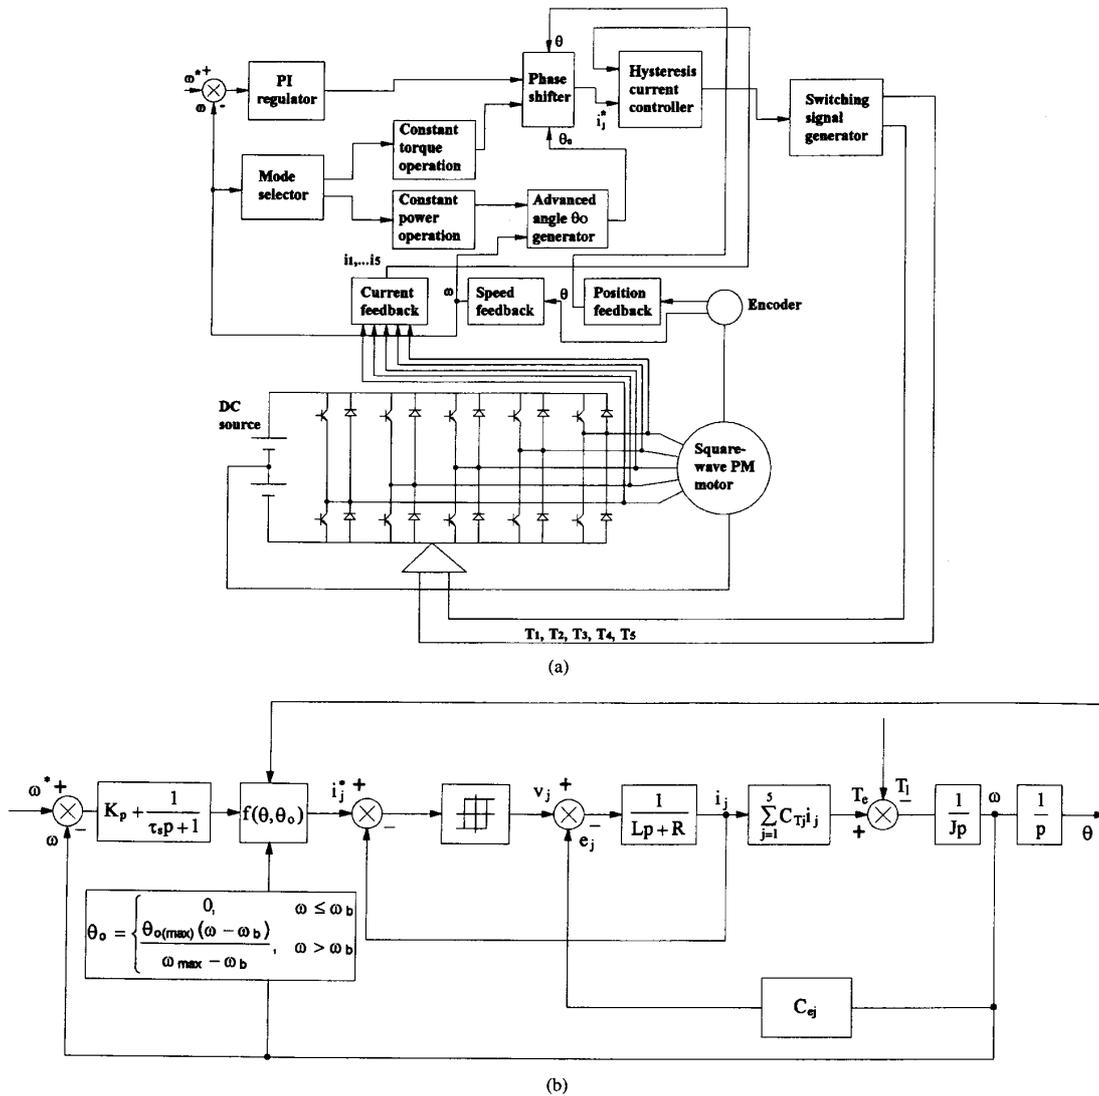 ω* +
ω -
PI
regulator
θ
Phase
shifter
i*j
θo
Hysteresis
current
controller
Switching
signal
generator
Constant
torque
operation
Mode
selector
Constant
power
operation
Advanced
angle θo
generator
i1,...i5
Current
feedback
ω
Speed
feedback
θ
Position
feedback
Encoder
DC
source
Square-
wave PM
motor
T1, T2, T3, T4, T5
(a)
ω* +
ω -
Kp + 1/(τsp+1)
f(θ,θo)
i*j +
-
vj +
ej -
1/(Lp+R)
ij
5 Σ j=1 CTjij
Te +
Tl -
1/(Jp)
ω
1/p
θ
θo = { 0, ω ≤ ωb
θo(max)(ω − ωb)/(ωmax − ωb), ω > ωb
Cej
(b)